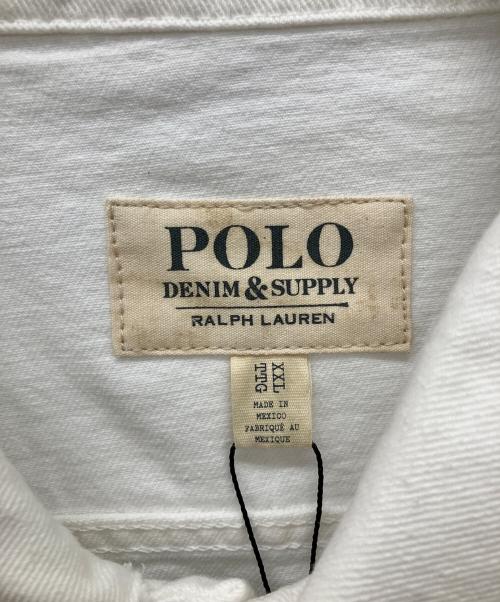 POLO
DENIM & SUPPLY
RALPH LAUREN
XXL
TTG
MADE IN
MEXICO
FABRIQUÉ AU
MEXIQUE